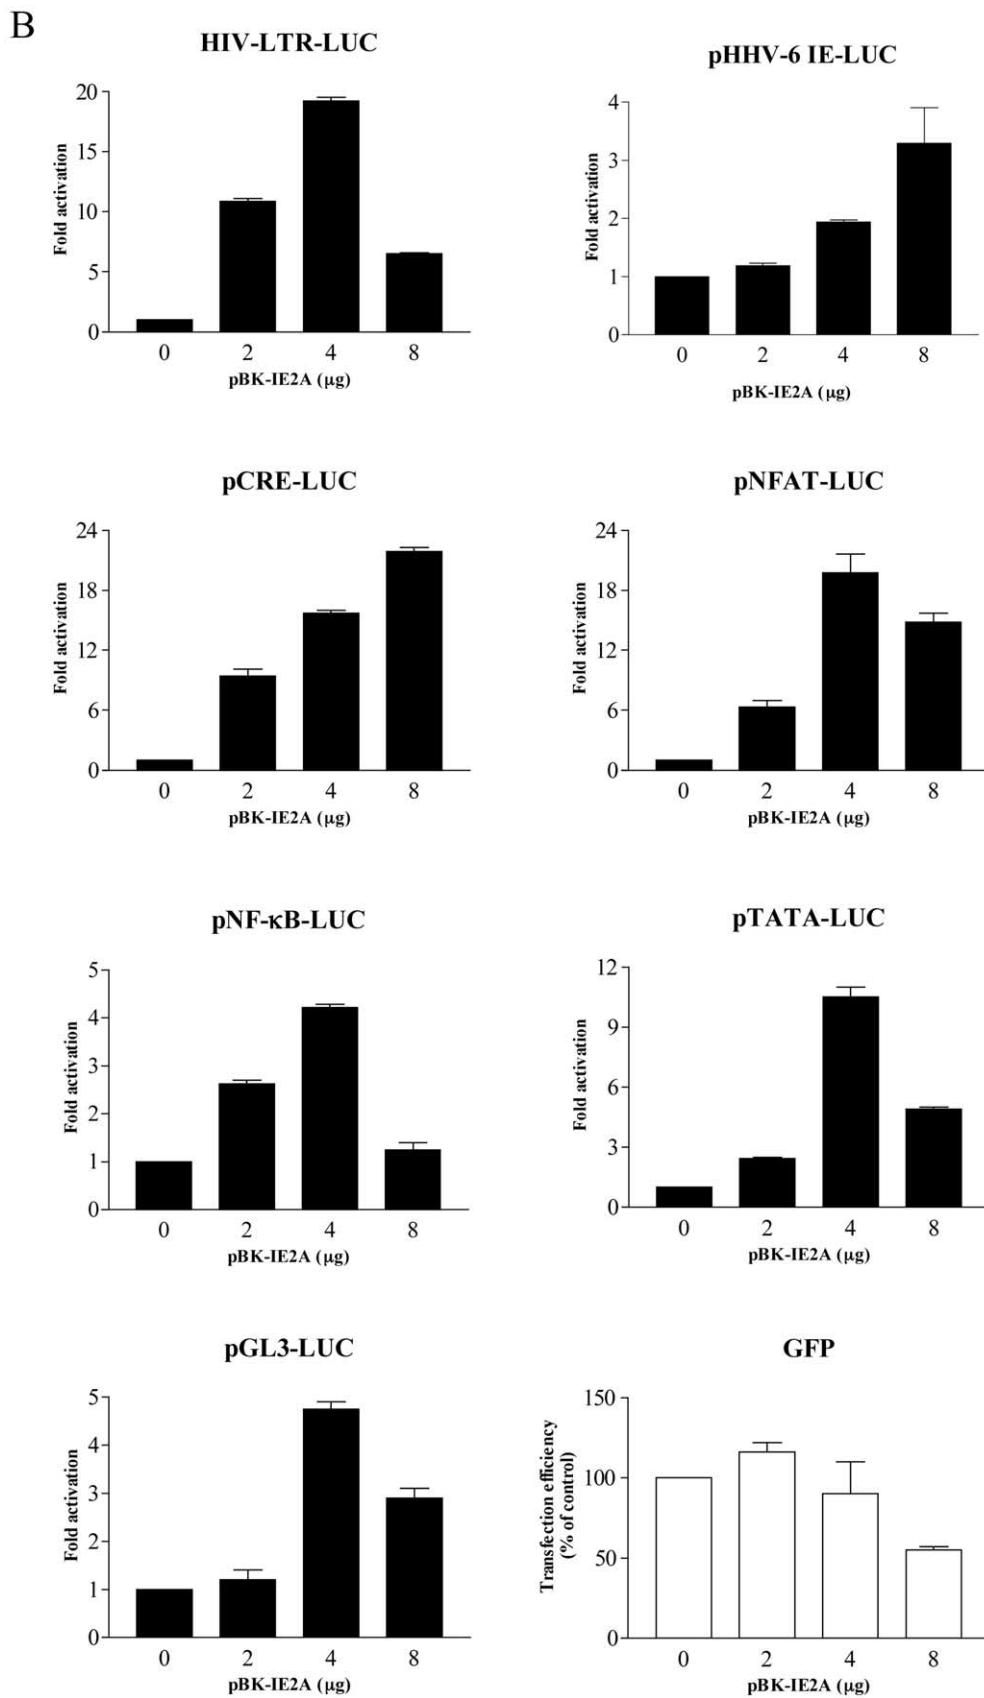 B
HIV-LTR-LUC
Fold activation
20
15
10
5
0
0 2 4 8
pBK-IE2A (μg)
pHHV-6 IE-LUC
Fold activation
4
3
2
1
0
0 2 4 8
pBK-IE2A (μg)
pCRE-LUC
Fold activation
24
18
12
6
0
0 2 4 8
pBK-IE2A (μg)
pNFAT-LUC
Fold activation
24
18
12
6
0
0 2 4 8
pBK-IE2A (μg)
pNF-κB-LUC
Fold activation
5
4
3
2
1
0
0 2 4 8
pBK-IE2A (μg)
pTATA-LUC
Fold activation
12
9
6
3
0
0 2 4 8
pBK-IE2A (μg)
pGL3-LUC
Fold activation
5
4
3
2
1
0
0 2 4 8
pBK-IE2A (μg)
GFP
Transfection efficiency
(% of control)
150
100
50
0
0 2 4 8
pBK-IE2A (μg)